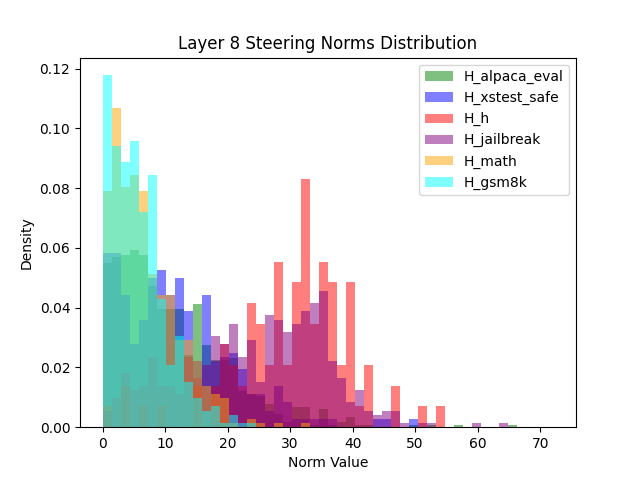 Layer 8 Steering Norms Distribution
H_alpaca_eval
H_xstest_safe
H_h
H_jailbreak
H_math
H_gsm8k
0.12
0.10
0.08
0.06
0.04
0.02
0.00
Density
0 10 20 30 40 50 60 70
Norm Value